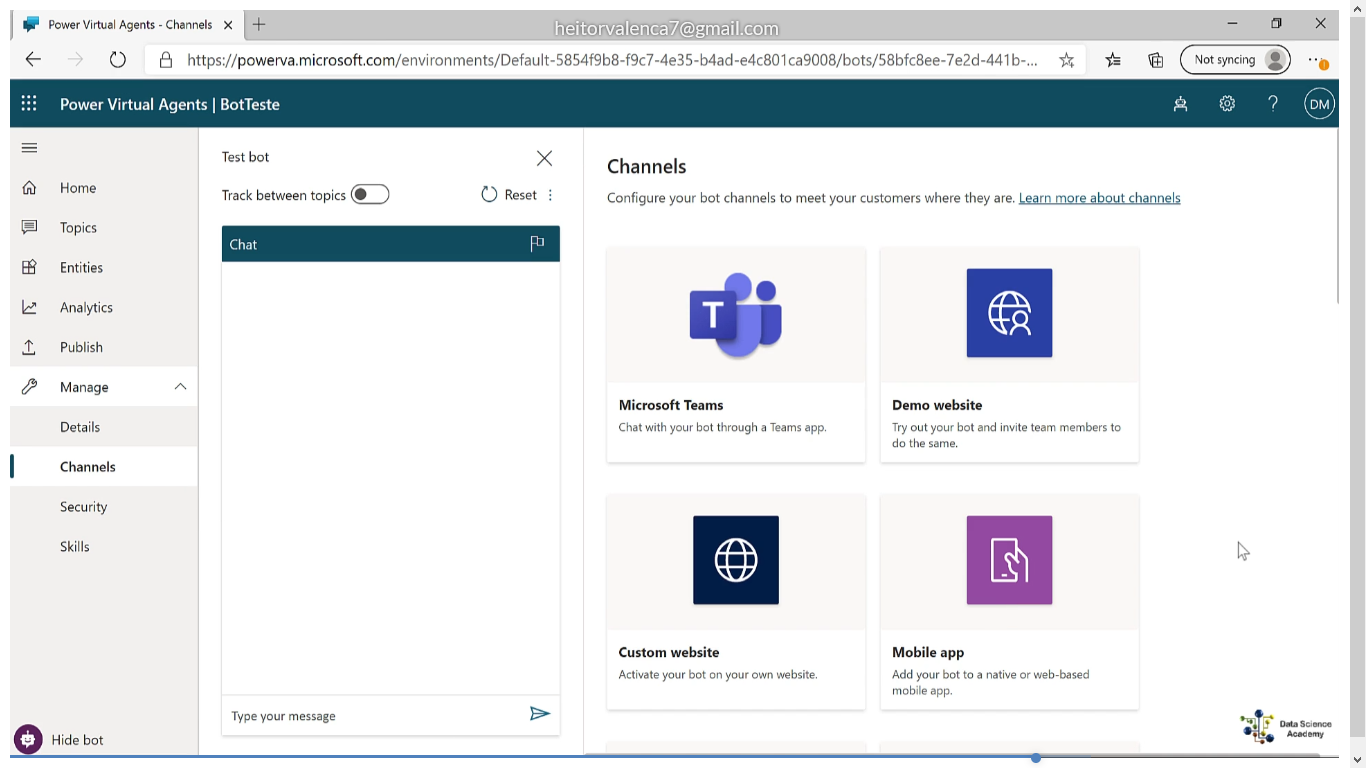 Power Virtual Agents - Channels
heitorvalenca7@gmail.com
https://powerva.microsoft.com/environments/Default-5854f9b8-f9c7-4e35-b4ad-e4c801ca9008/bots/58bfc8ee-7e2d-441b-...
Not syncing
Power Virtual Agents | BotTeste
?
DM
Home
Topics
Entities
Analytics
Publish
Manage
Details
Channels
Security
Skills
Hide bot
Test bot
Track between topics
Reset
Chat
Type your message
Channels
Configure your bot channels to meet your customers where they are. Learn more about channels
T
Microsoft Teams
Chat with your bot through a Teams app.
Demo website
Try out your bot and invite team members to
do the same.
Custom website
Activate your bot on your own website.
Mobile app
Add your bot to a native or web-based
mobile app.
Data Science
Academy